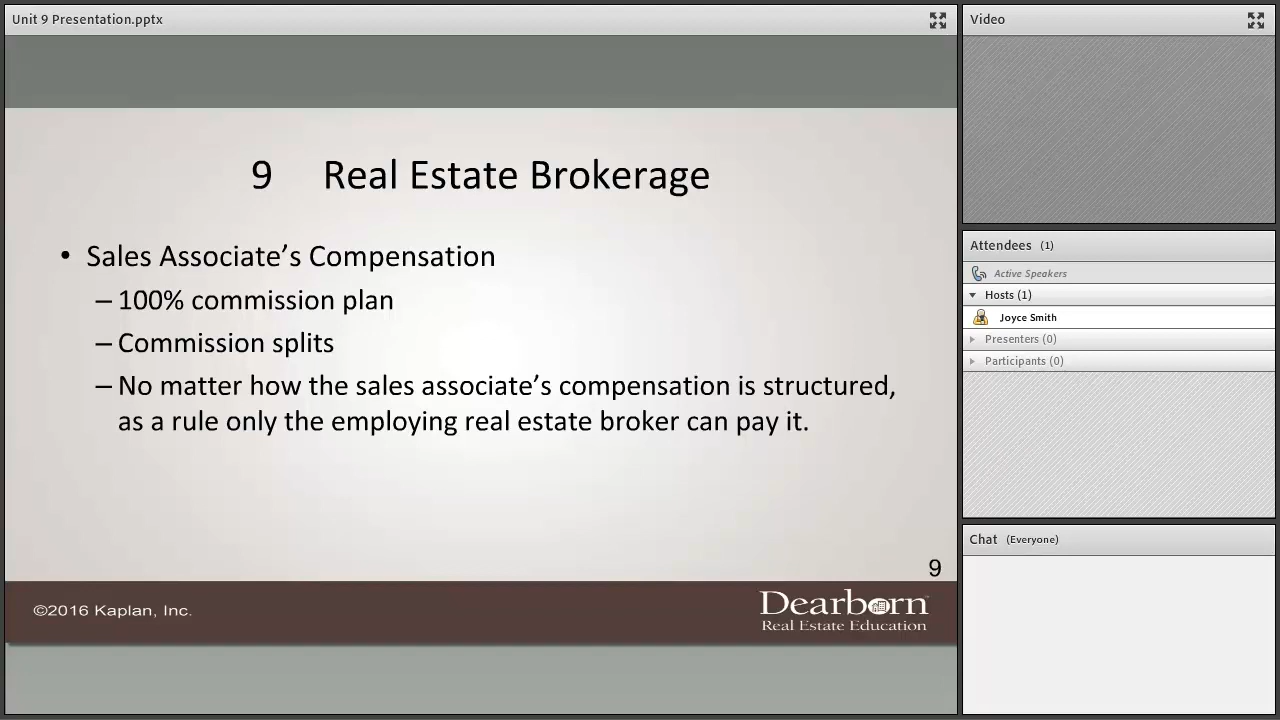 Unit 9 Presentation.pptx
9 Real Estate Brokerage
• Sales Associate’s Compensation
– 100% commission plan
– Commission splits
– No matter how the sales associate’s compensation is structured,
as a rule only the employing real estate broker can pay it.
9
©2016 Kaplan, Inc.
Dearborn™
Real Estate Education
Video
Attendees (1)
Active Speakers
Hosts (1)
Joyce Smith
Presenters (0)
Participants (0)
Chat (Everyone)